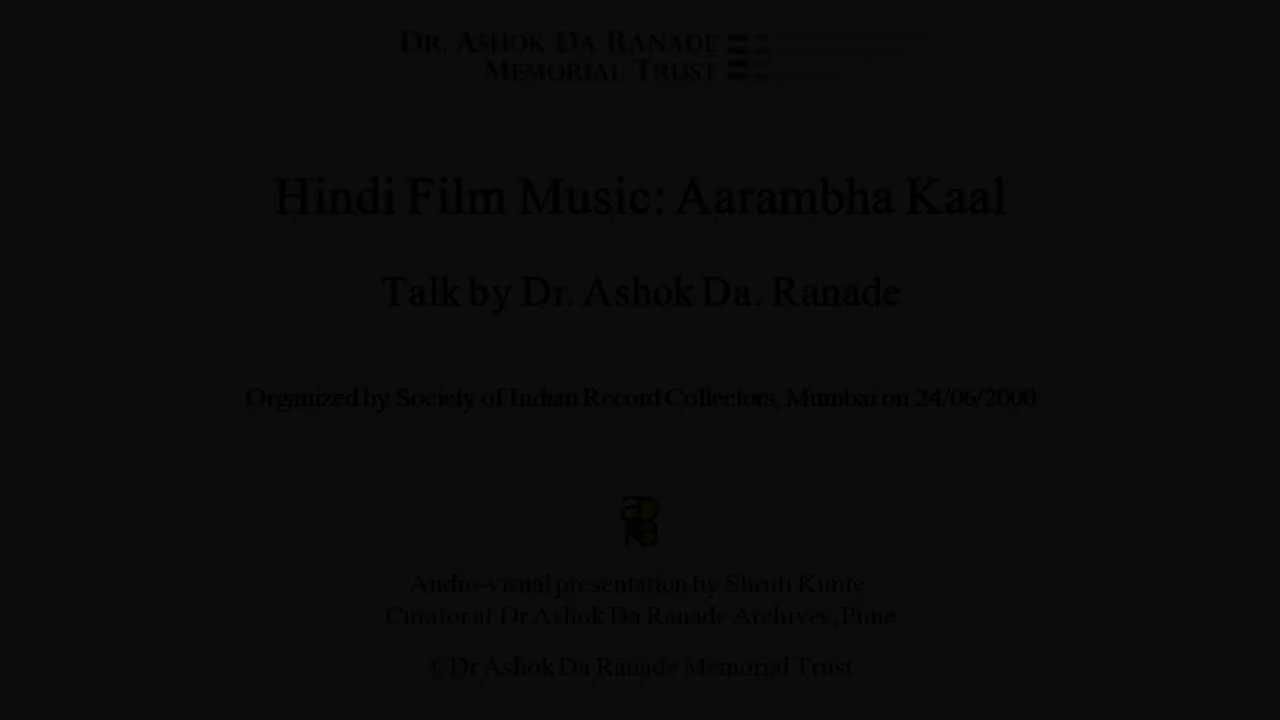 DR. ASHOK DA RANADE
MEMORIAL TRUST
Hindi Film Music: Aarambha Kaal
Talk by Dr. Ashok Da. Ranade
Organized by Society of Indian Record Collectors, Mumbai on 24/06/2000
Audio-visual presentation by Shruti Kunte
Curator at Dr Ashok Da Ranade Archives, Pune
©Dr Ashok Da Ranade Memorial Trust